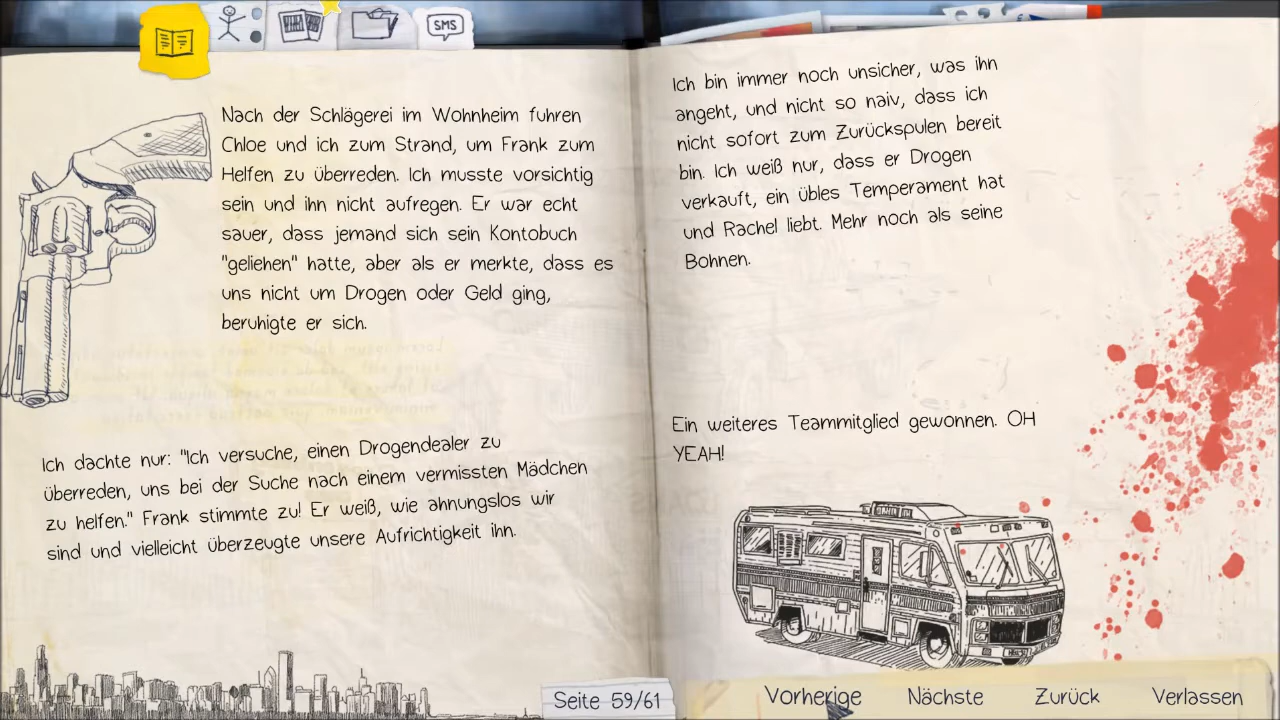 SMS
Nach der Schlägerei im Wohnheim fuhren
Chloe und ich zum Strand, um Frank zum
Helfen zu überreden. Ich musste vorsichtig
sein und ihn nicht aufregen. Er war echt
sauer, dass jemand sich sein Kontobuch
"geliehen" hatte, aber als er merkte, dass es
uns nicht um Drogen oder Geld ging,
beruhigte er sich.
Ich dachte nur: "Ich versuche, einen Drogendealer zu
überreden, uns bei der Suche nach einem vermissten Mädchen
zu helfen." Frank stimmte zu! Er weiß, wie ahnungslos wir
sind und vielleicht überzeugte unsere Aufrichtigkeit ihn.
Ich bin immer noch unsicher, was ihn
angeht, und nicht so naiv, dass ich
nicht sofort zum Zurückspulen bereit
bin. Ich weiß nur, dass er Drogen
verkauft, ein übles Temperament hat
und Rachel liebt. Mehr noch als seine
Bohnen.
Ein weiteres Teammitglied gewonnen. OH
YEAH!
Seite 59/61
Vorherige Nächste Zurück Verlassen